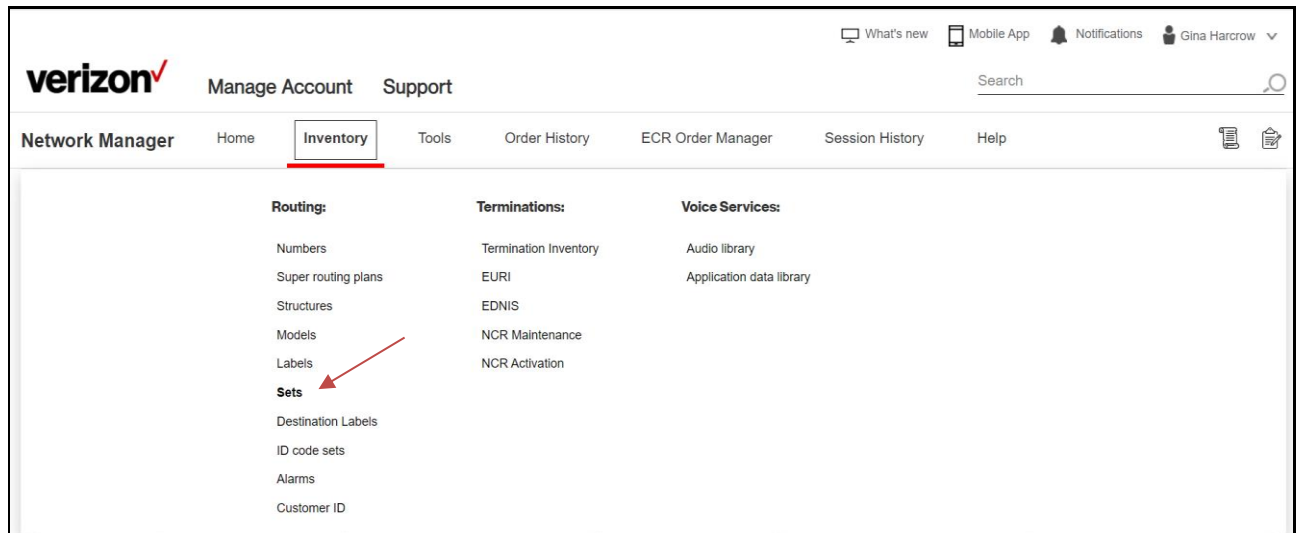 What's new Mobile App Notifications Gina Harcrow
verizon Manage Account Support Search
Network Manager Home Inventory Tools Order History ECR Order Manager Session History Help
Routing: Terminations: Voice Services:
Numbers Termination Inventory Audio library
Super routing plans EURI Application data library
Structures EDNIS
Models NCR Maintenance
Labels NCR Activation
Sets
Destination Labels
ID code sets
Alarms
Customer ID